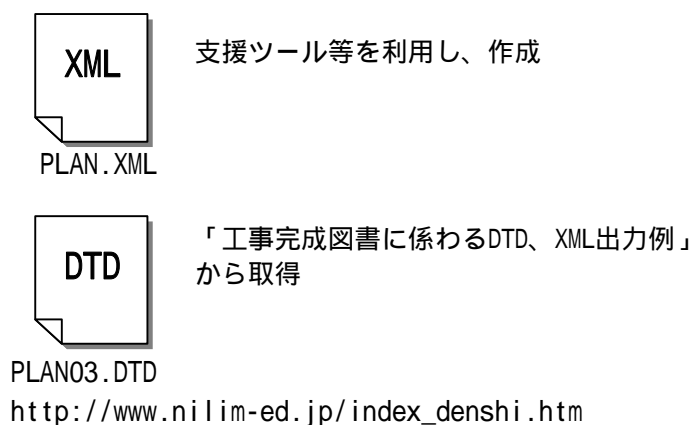 XML
支援ツール等を利用し、作成
PLAN.XML
DTD
「工事完成図書に係わるDTD、XML出力例」
から取得
PLAN03.DTD
http://www.nilim-ed.jp/index_denshi.htm